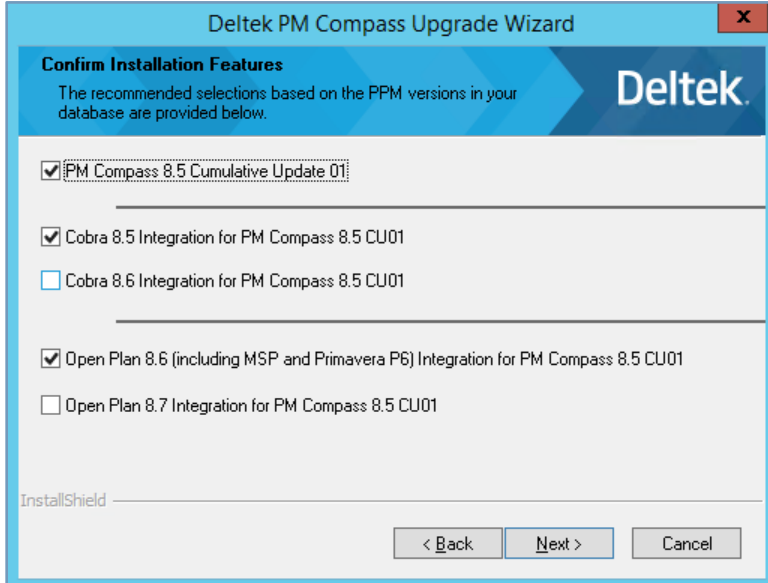 Deltek PM Compass Upgrade Wizard
x
Confirm Installation Features
The recommended selections based on the PPM versions in your
database are provided below.
Deltek.
PM Compass 8.5 Cumulative Update 01
Cobra 8.5 Integration for PM Compass 8.5 CU01
Cobra 8.6 Integration for PM Compass 8.5 CU01
Open Plan 8.6 (including MSP and Primavera P6) Integration for PM Compass 8.5 CU01
Open Plan 8.7 Integration for PM Compass 8.5 CU01
InstallShield
< Back
Next >
Cancel